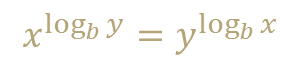 $x^{\log_b y} = y^{\log_b x}$